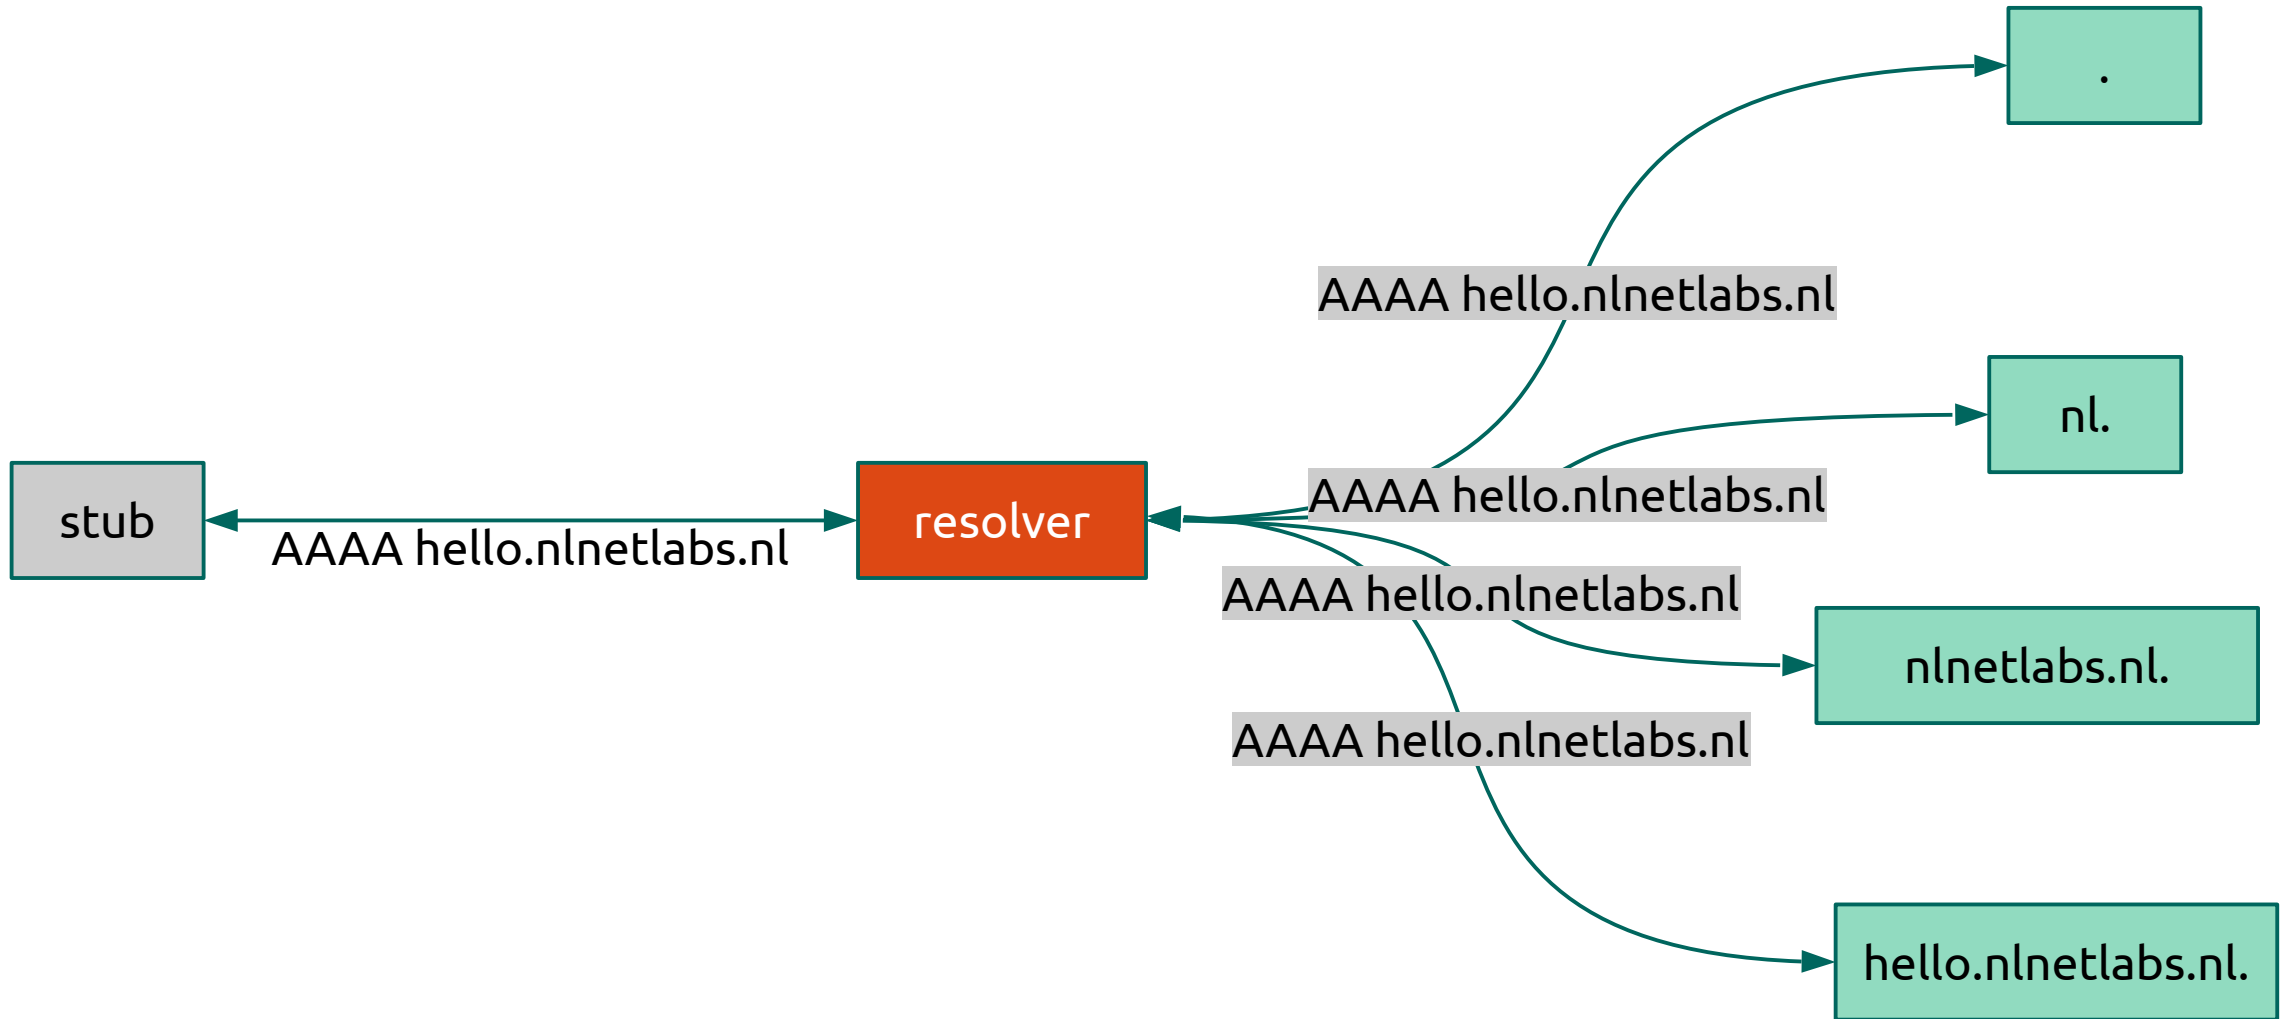 .
AAAA hello.nlnetlabs.nl
nl.
AAAA hello.nlnetlabs.nl
stub
resolver
AAAA hello.nlnetlabs.nl
AAAA hello.nlnetlabs.nl
nlnetlabs.nl.
AAAA hello.nlnetlabs.nl
hello.nlnetlabs.nl.